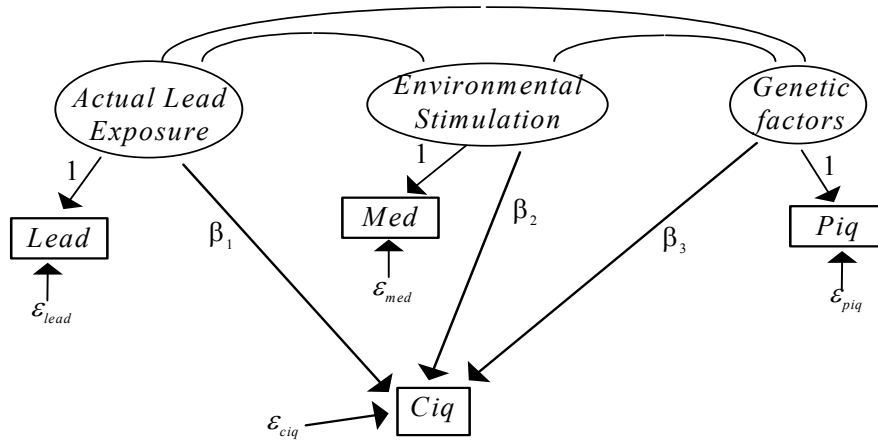 Actual Lead
Exposure
Environmental
Stimulation
Genetic
factors
1
1
1
Lead
Med
Piq
β₁
β₂
β₃
ε_lead
ε_med
ε_piq
Ciq
ε_ciq